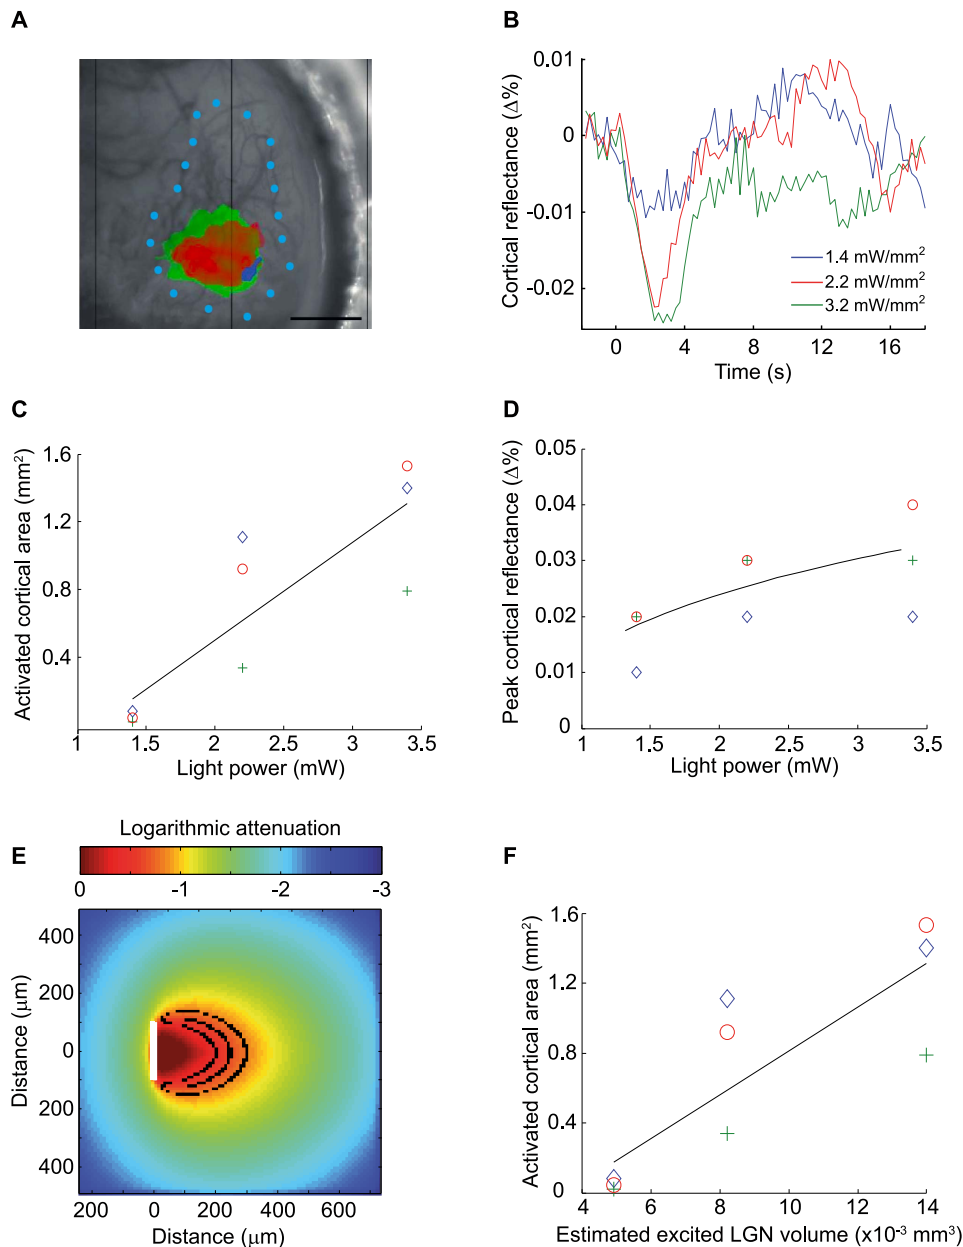 A
B
0.01
0
-0.01
-0.02
Cortical reflectance (Δ%)
1.4 mW/mm²
2.2 mW/mm²
3.2 mW/mm²
0 4 8 12 16
Time (s)
C
1.6
1.2
0.8
0.4
Activated cortical area (mm²)
1 1.5 2 2.5 3 3.5
Light power (mW)
D
0.05
0.04
0.03
0.02
0.01
0
Peak cortical reflectance (Δ%)
1 1.5 2 2.5 3 3.5
Light power (mW)
E
Logarithmic attenuation
0 -1 -2 -3
400
200
0
200
400
Distance (μm)
200 0 200 400 600
Distance (μm)
F
1.6
1.2
0.8
0.4
0
Activated cortical area (mm²)
4 6 8 10 12 14
Estimated excited LGN volume (x10⁻³ mm³)